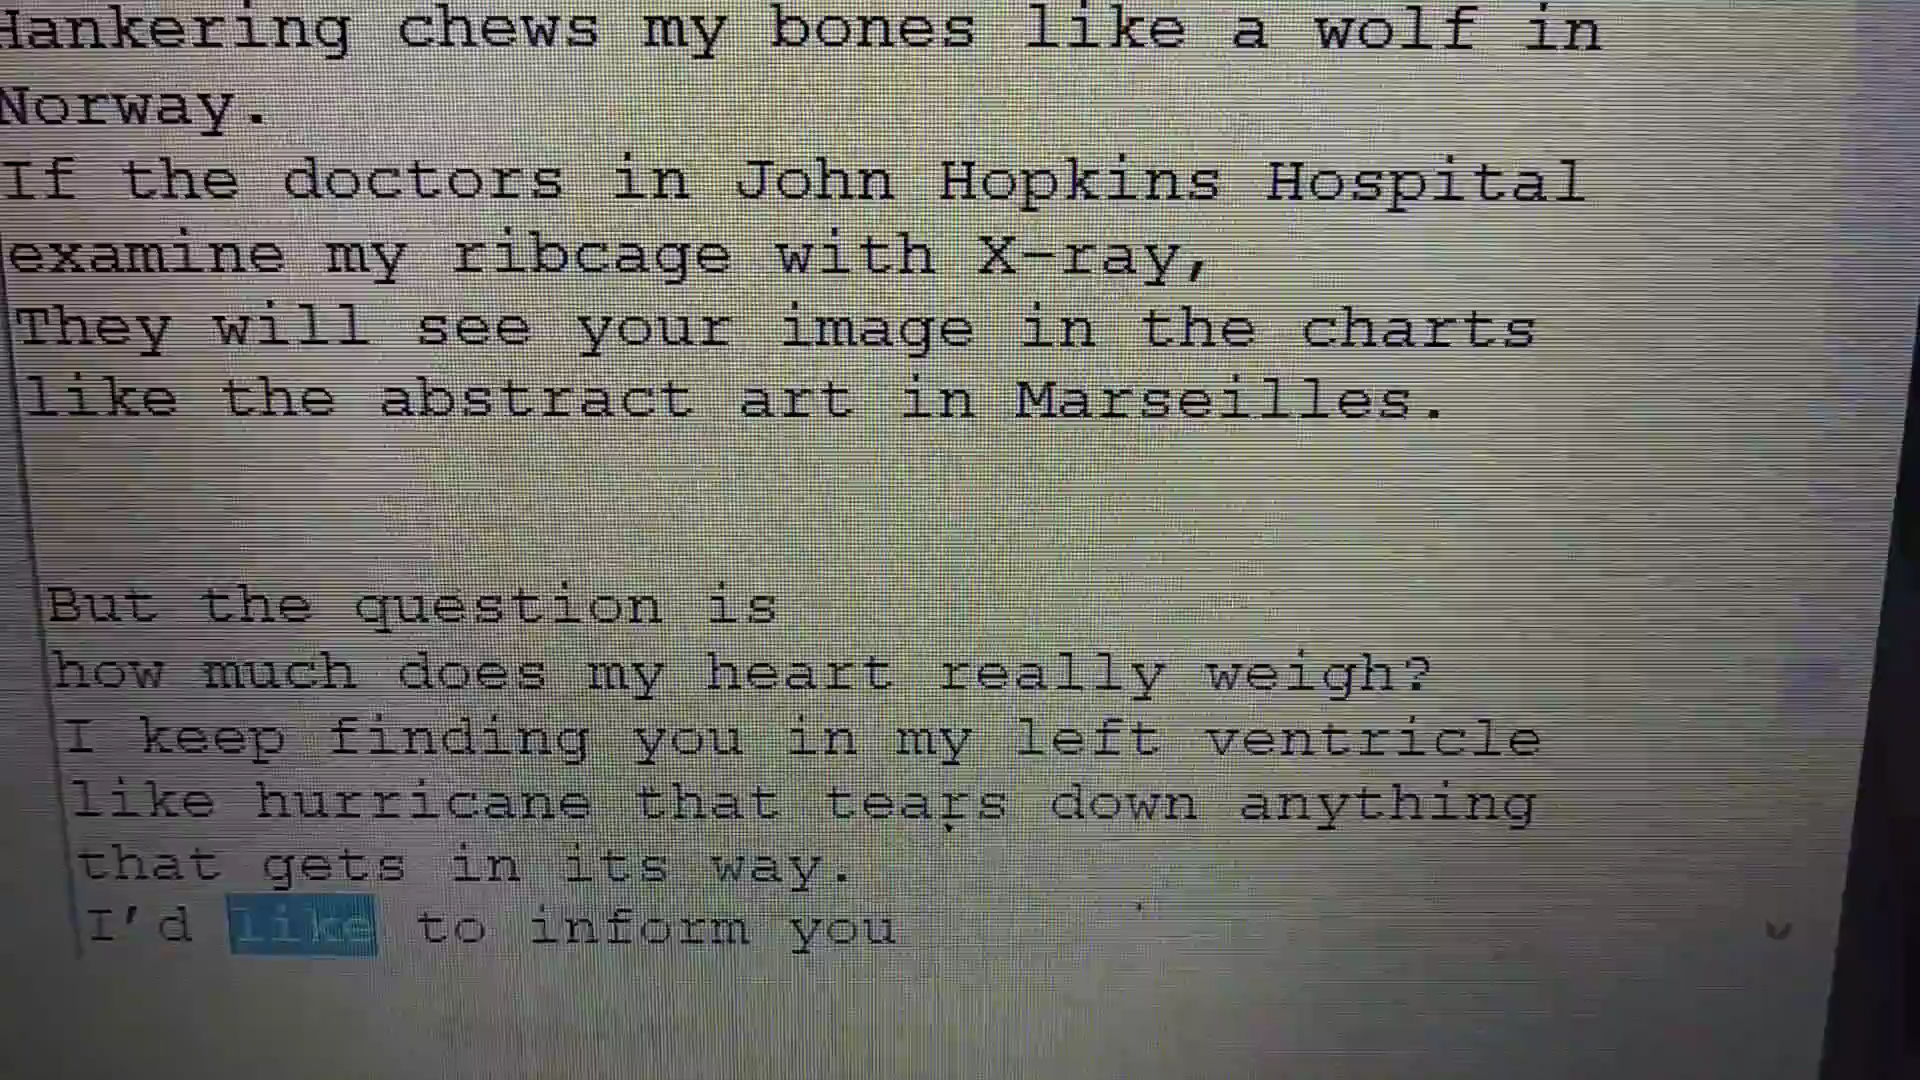 Hankering chews my bones like a wolf in
Norway.
If the doctors in John Hopkins Hospital
examine my ribcage with X-ray,
They will see your image in the charts
like the abstract art in Marseilles.
But the question is
how much does my heart really weigh?
I keep finding you in my left ventricle
like hurricane that tears down anything
that gets in its way.
I'd like to inform you